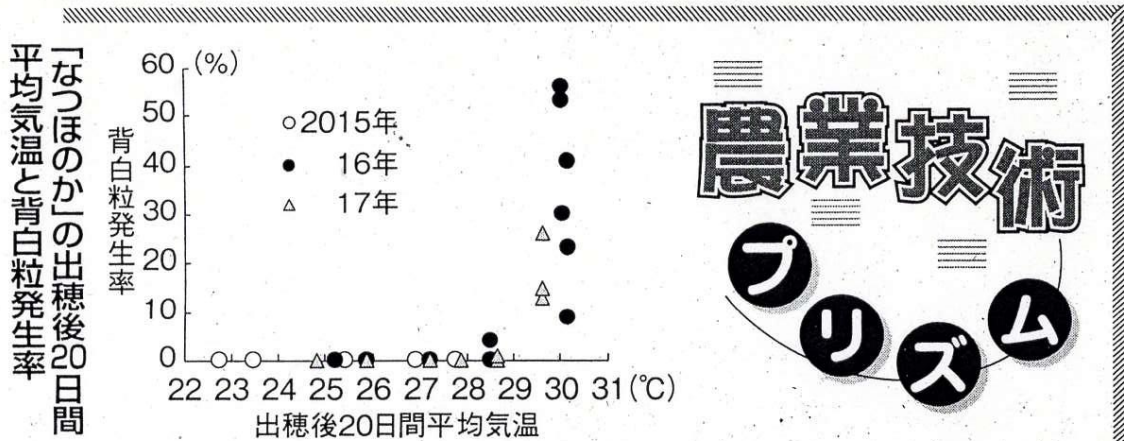 「なつほのか」の出穂後20日間
平均気温と背白粒発生率
60 (%)
50
40
30
20
10
0
背白粒発生率
○2015年
● 16年
△ 17年
22 23 24 25 26 27 28 29 30 31(℃)
出穂後20日間平均気温
農業技術
プリズム